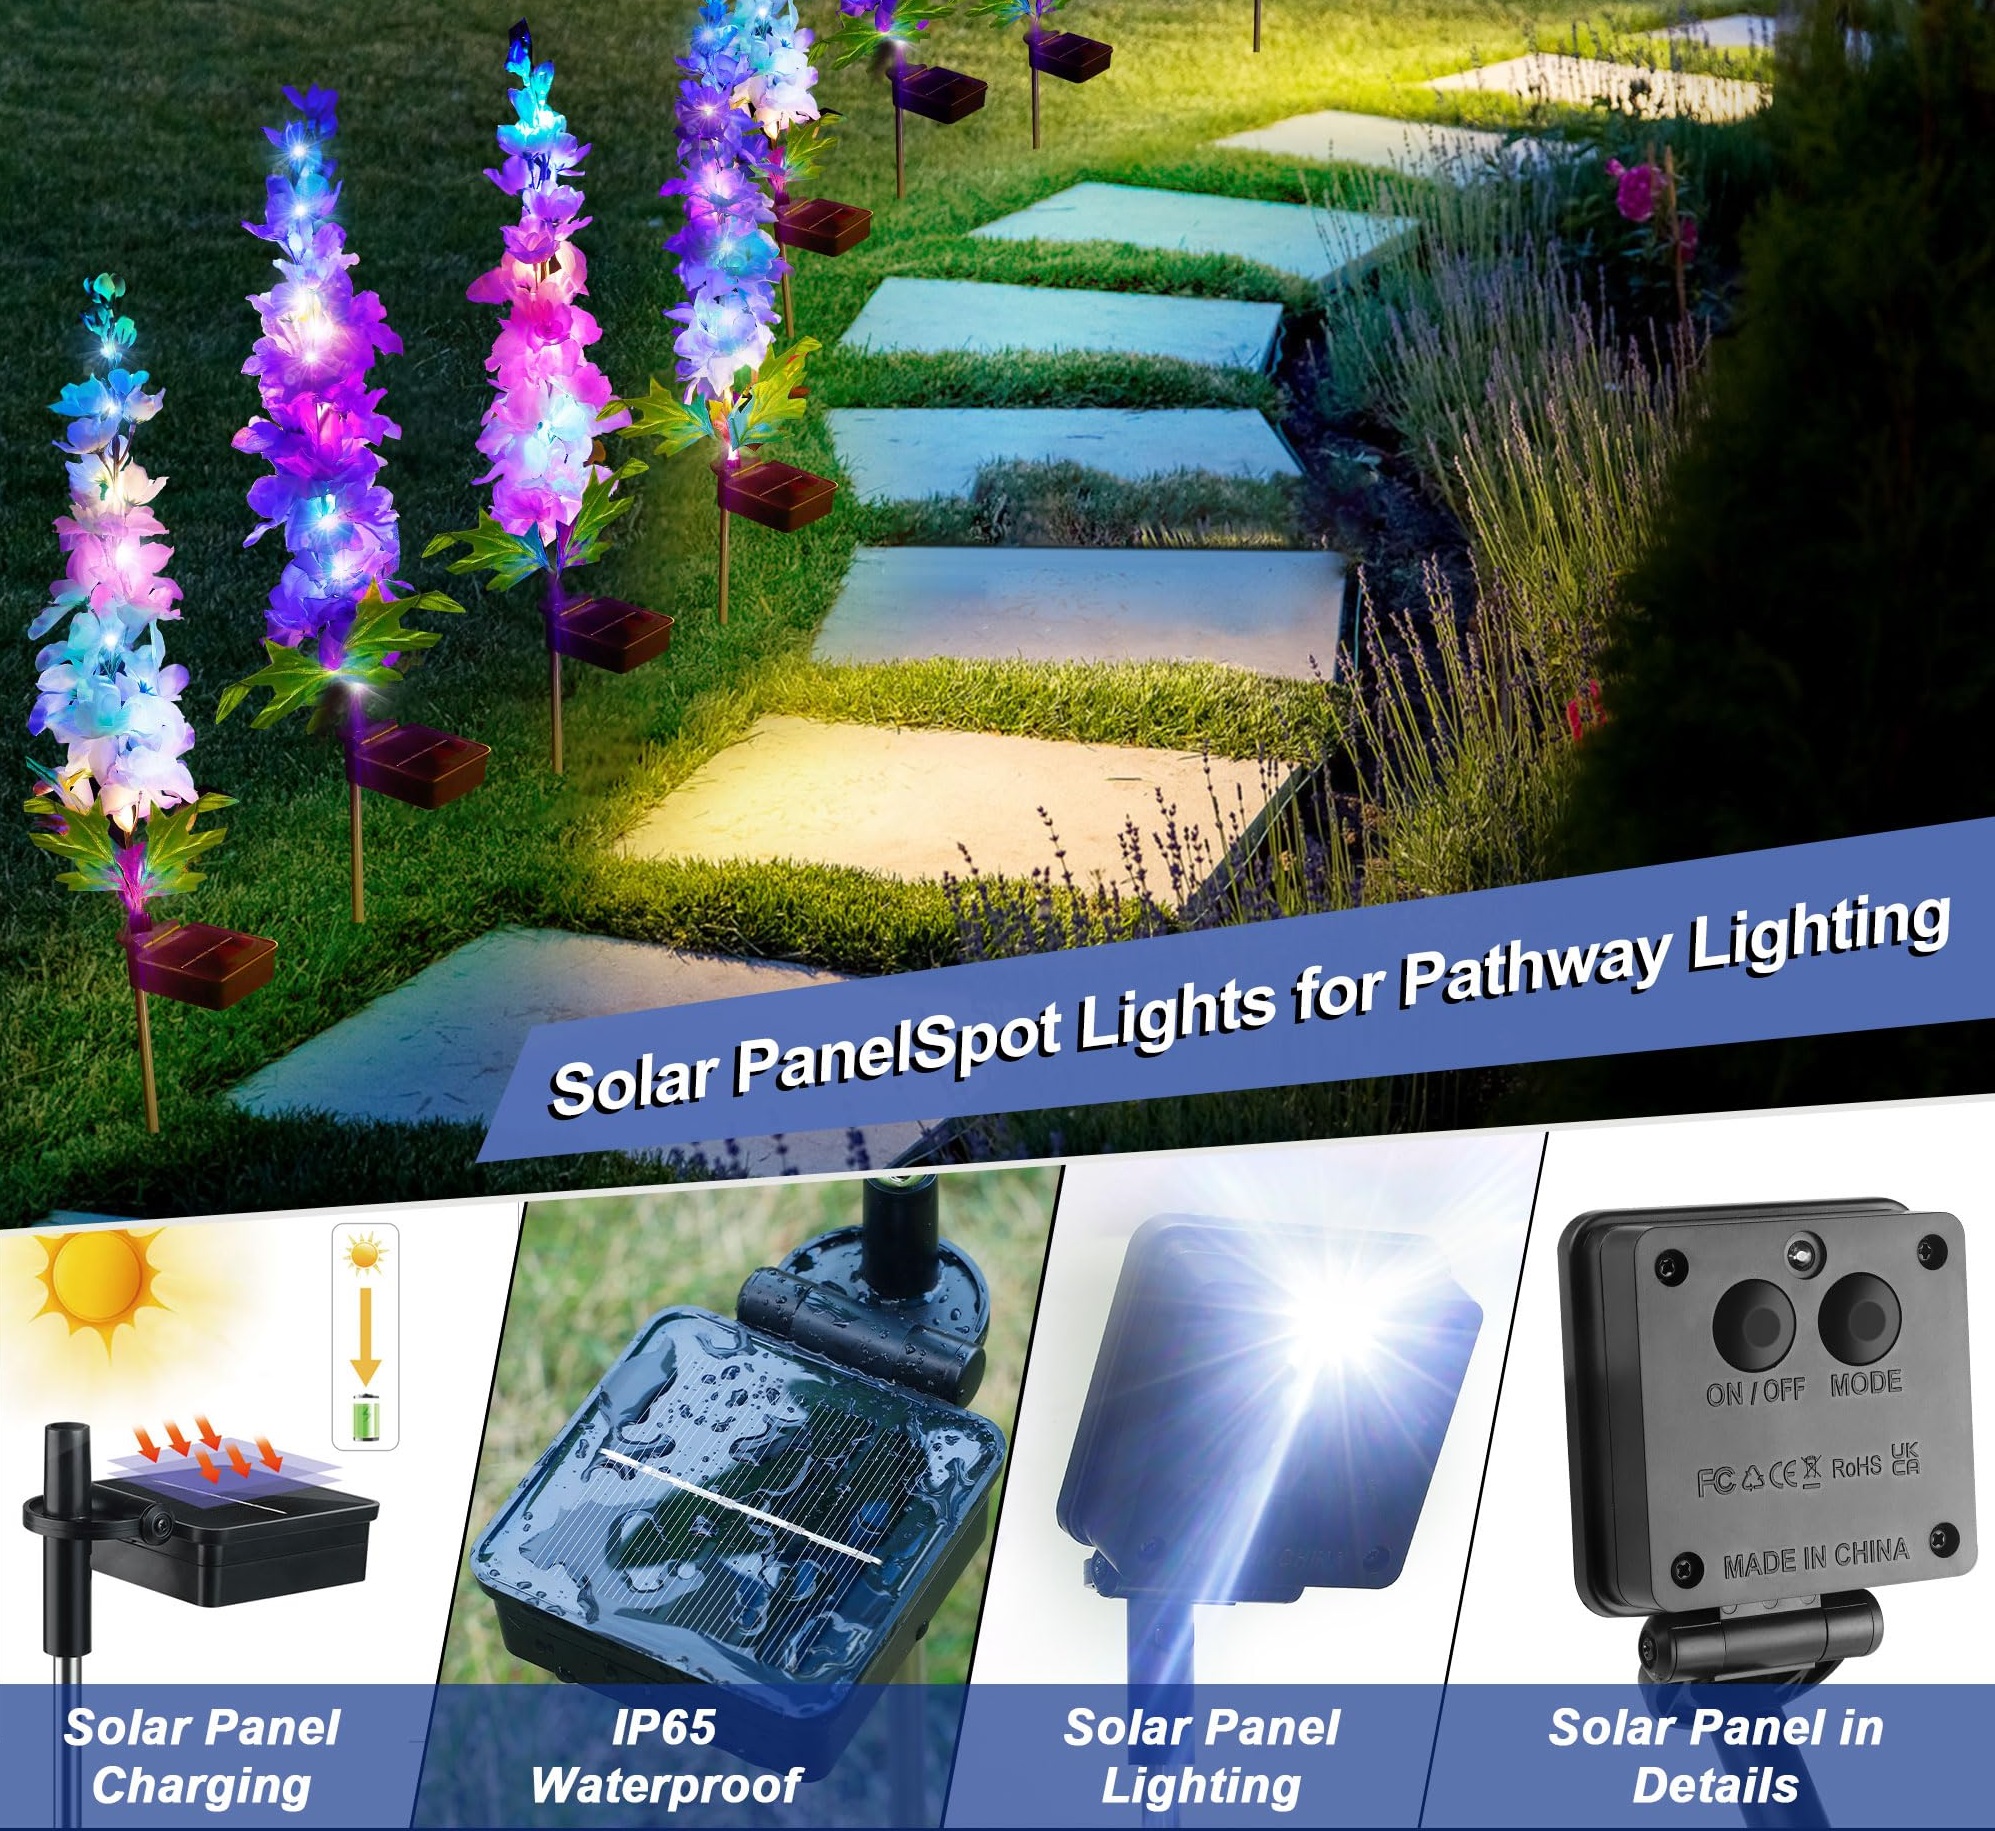 Solar PanelSpot Lights for Pathway Lighting
Solar Panel
Charging
IP65
Waterproof
Solar Panel
Lighting
ON / OFF MODE
FC CE RoHS UK
CA
MADE IN CHINA
Solar Panel in
Details